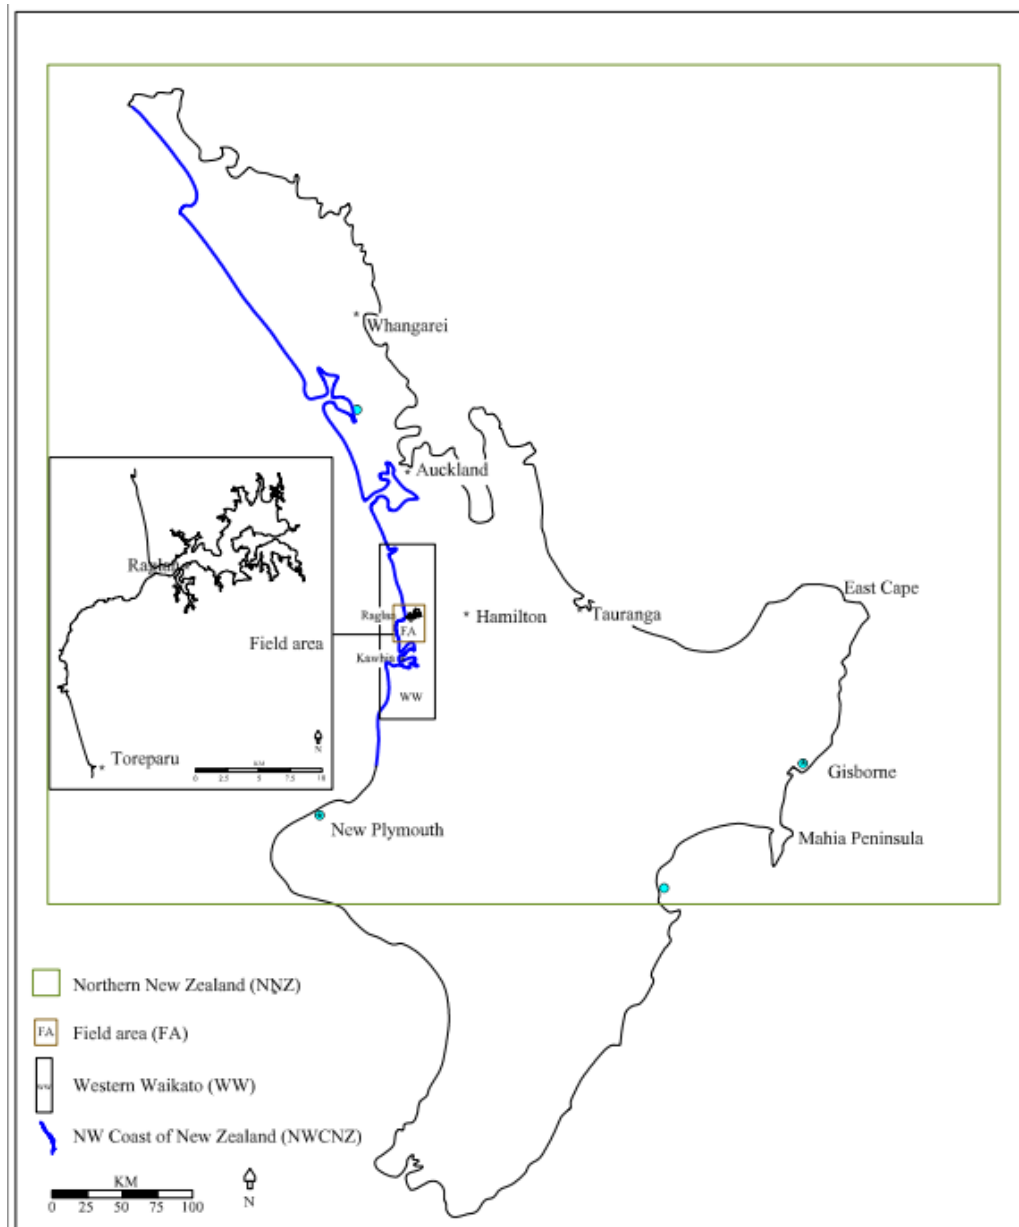 Whangarei
Auckland
East Cape
Raglan
Hamilton
Tauranga
Raglan
FA
Field area
Kawhia
WW
N
Toreparu
KM
0 2.5 5 7.5 10
Gisborne
New Plymouth
Mahia Peninsula
Northern New Zealand (NNZ)
FA Field area (FA)
WW Western Waikato (WW)
NW Coast of New Zealand (NWCNZ)
KM
0 25 50 75 100
N